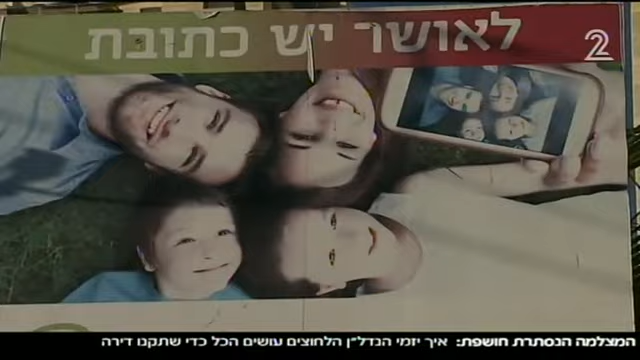 לאושר יש כתובת
2
המצלמה הנסתרת חושפת: איך יזמי הנדל"ן הלחוצים עושים הכל כדי שתקנו דירה